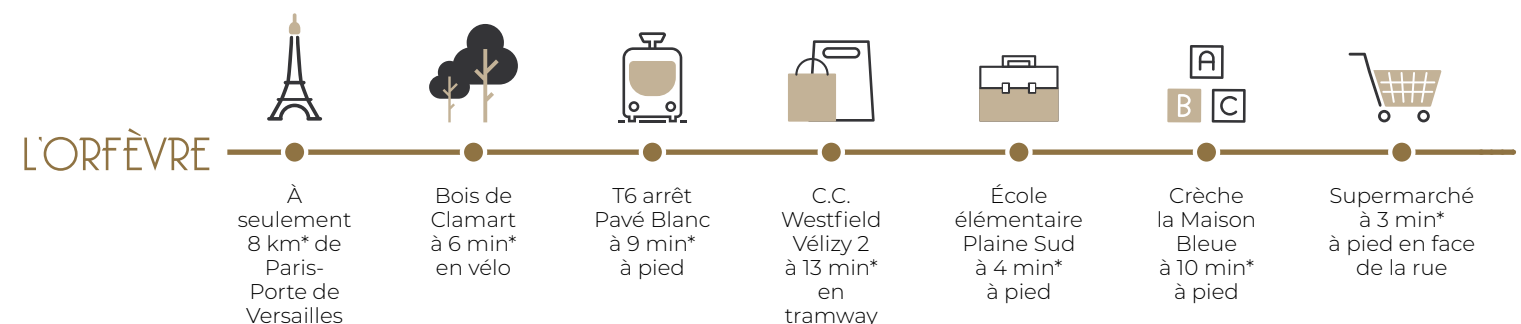 L'ORFÈVRE
À
seulement
8 km* de
Paris-
Porte de
Versailles
Bois de
Clamart
à 6 min*
en vélo
T6 arrêt
Pavé Blanc
à 9 min*
à pied
C.C.
Westfield
Vélizy 2
à 13 min*
en
tramway
École
élémentaire
Plaine Sud
à 4 min*
à pied
A
B C
Crèche
la Maison
Bleue
à 10 min*
à pied
Supermarché
à 3 min*
à pied en face
de la rue